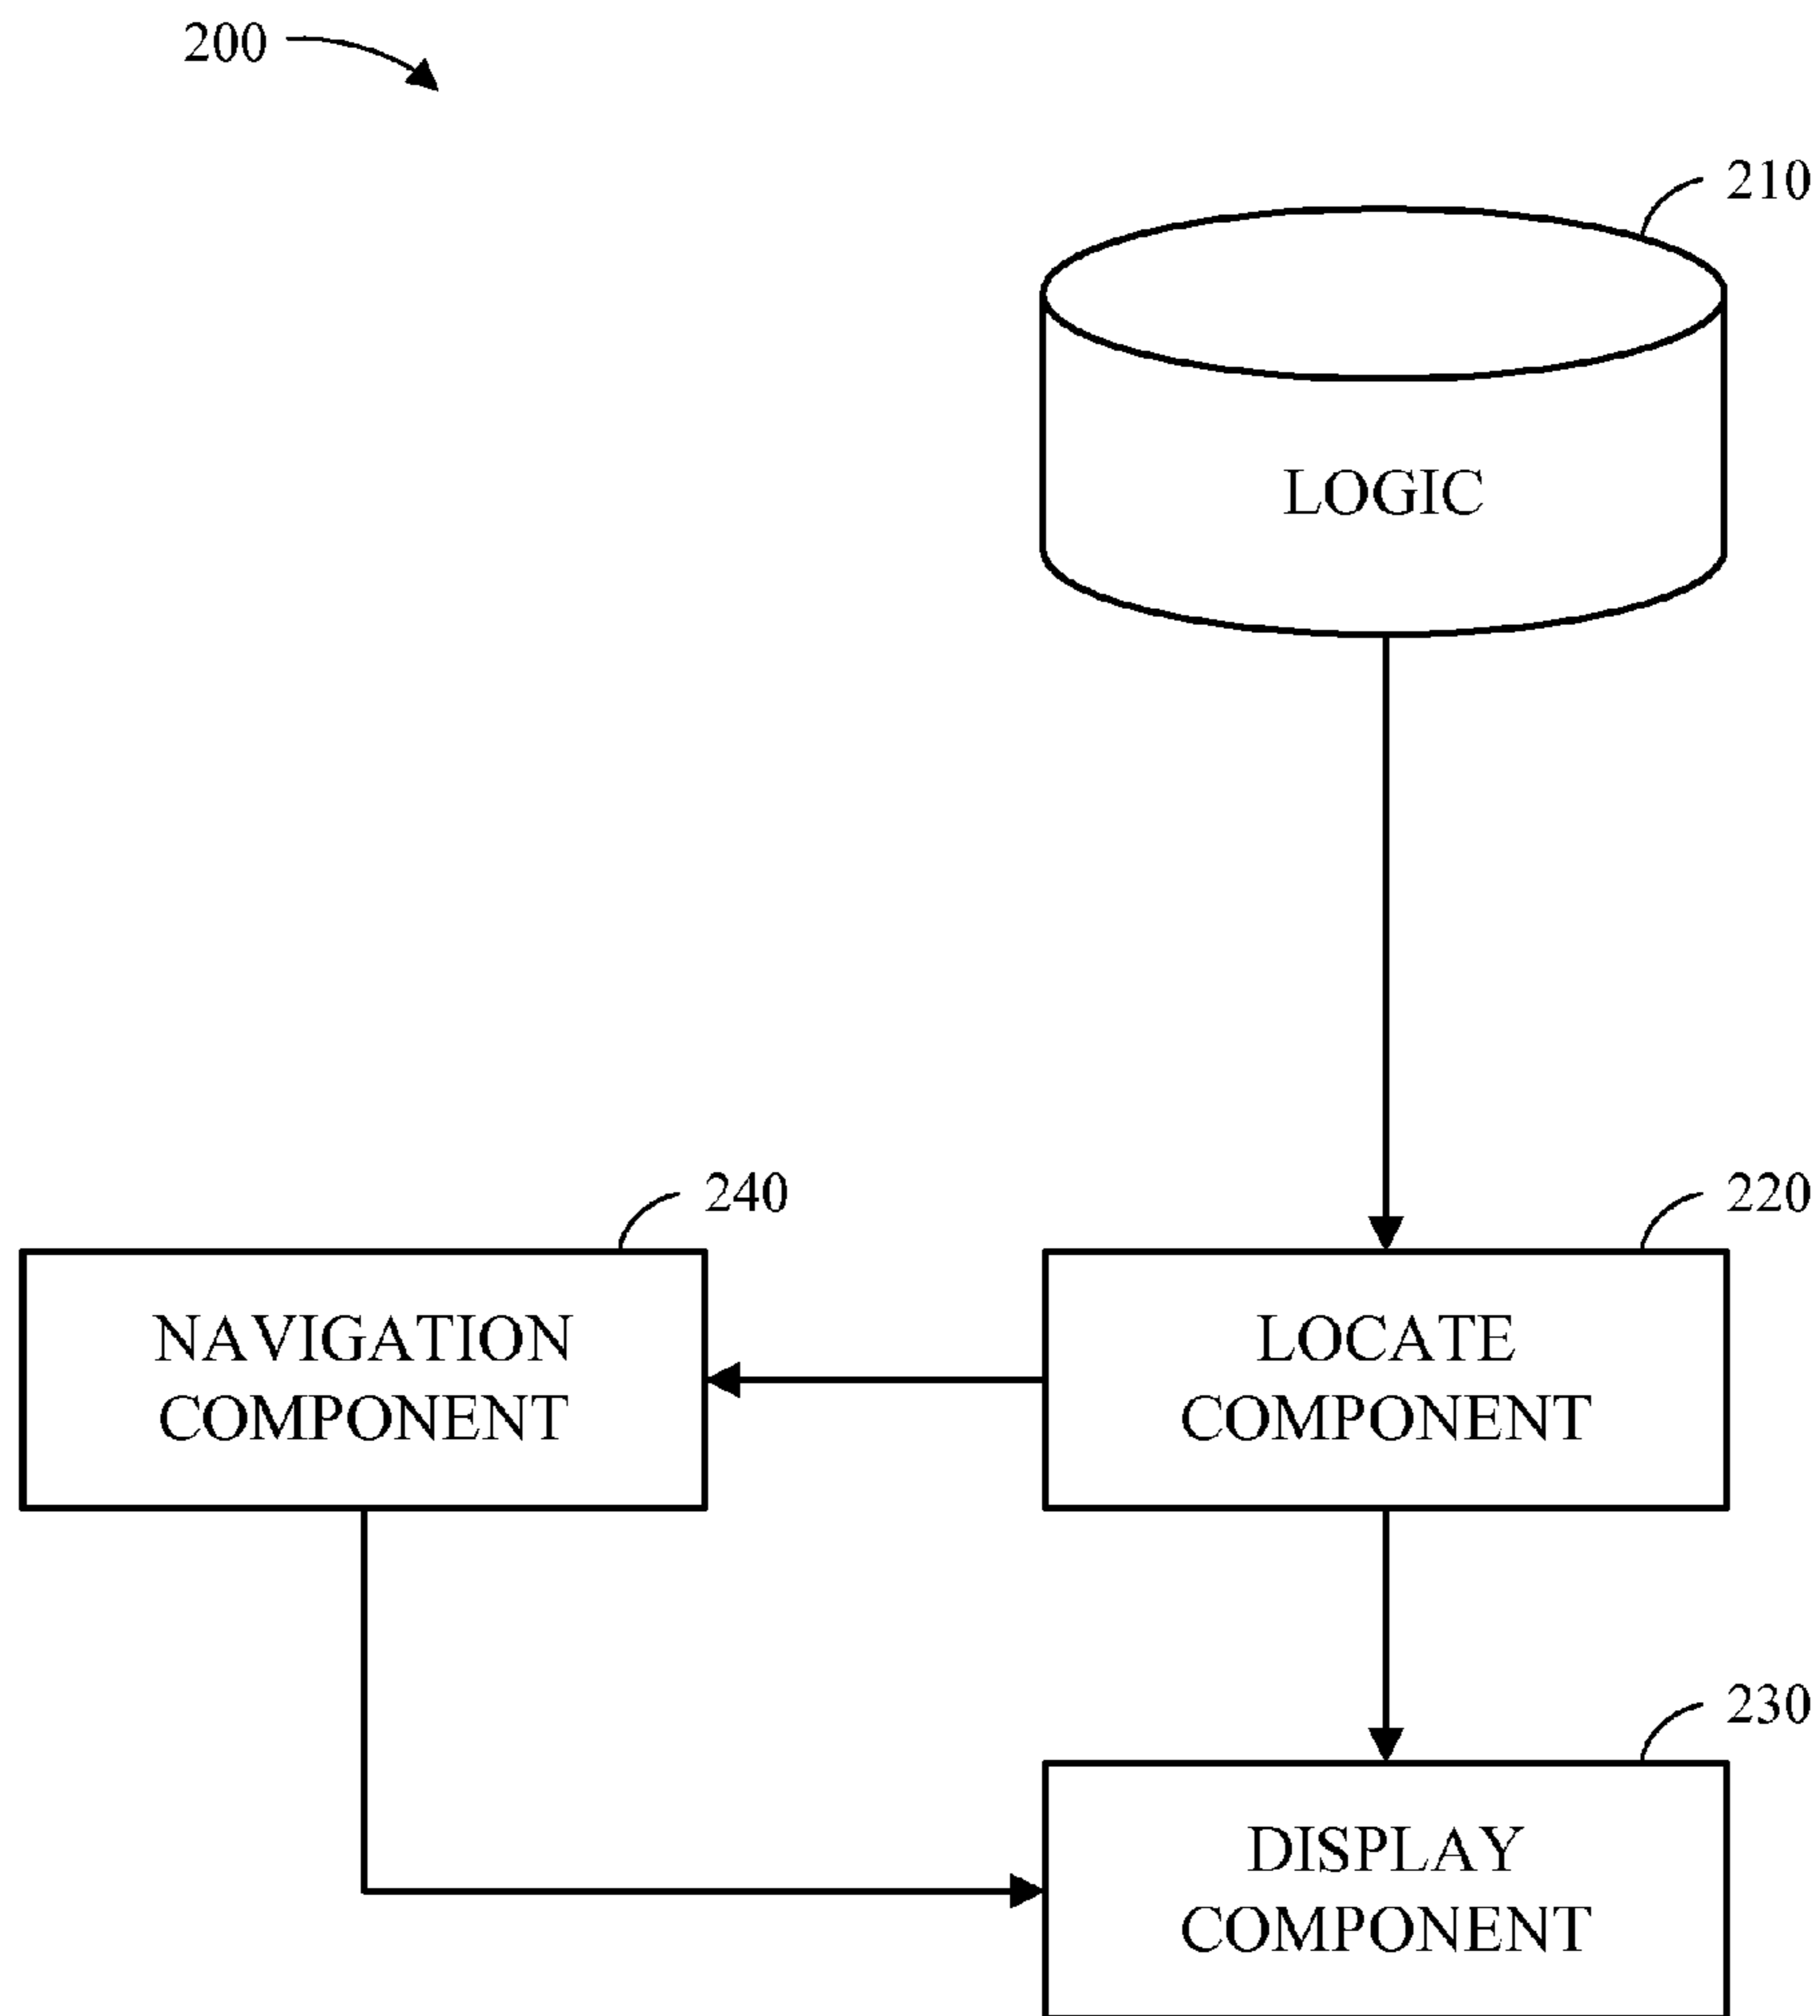 200
210
LOGIC
240
220
NAVIGATION
COMPONENT
LOCATE
COMPONENT
230
DISPLAY
COMPONENT